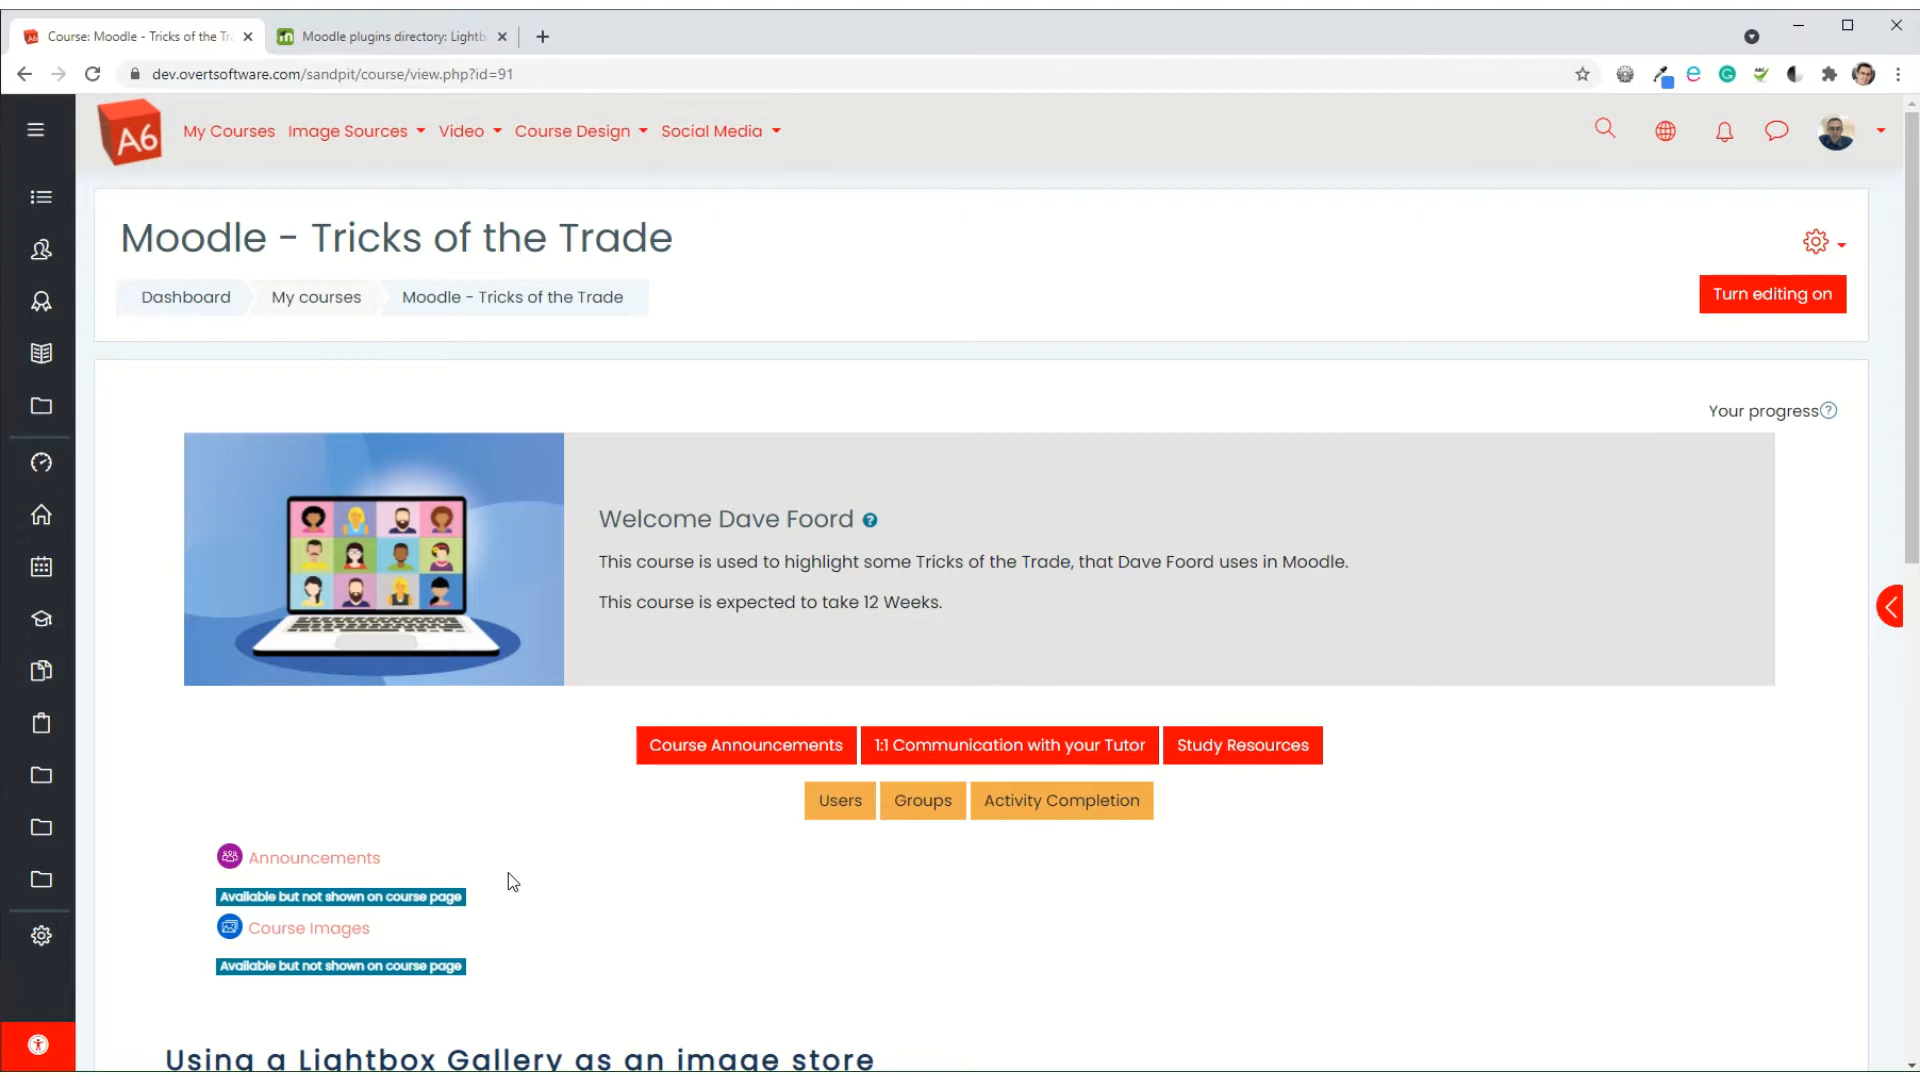 Course: Moodle - Tricks of the Tr
Moodle plugins directory: Lightb
dev.overtsoftware.com/sandpit/course/view.php?id=91
A6
My Courses
Image Sources
Video
Course Design
Social Media
Moodle - Tricks of the Trade
Dashboard
My courses
Moodle - Tricks of the Trade
Turn editing on
Your progress
Welcome Dave Foord
This course is used to highlight some Tricks of the Trade, that Dave Foord uses in Moodle.
This course is expected to take 12 Weeks.
Course Announcements
1:1 Communication with your Tutor
Study Resources
Users
Groups
Activity Completion
Announcements
Available but not shown on course page
Course Images
Available but not shown on course page
Using a Lightbox Gallery as an image store